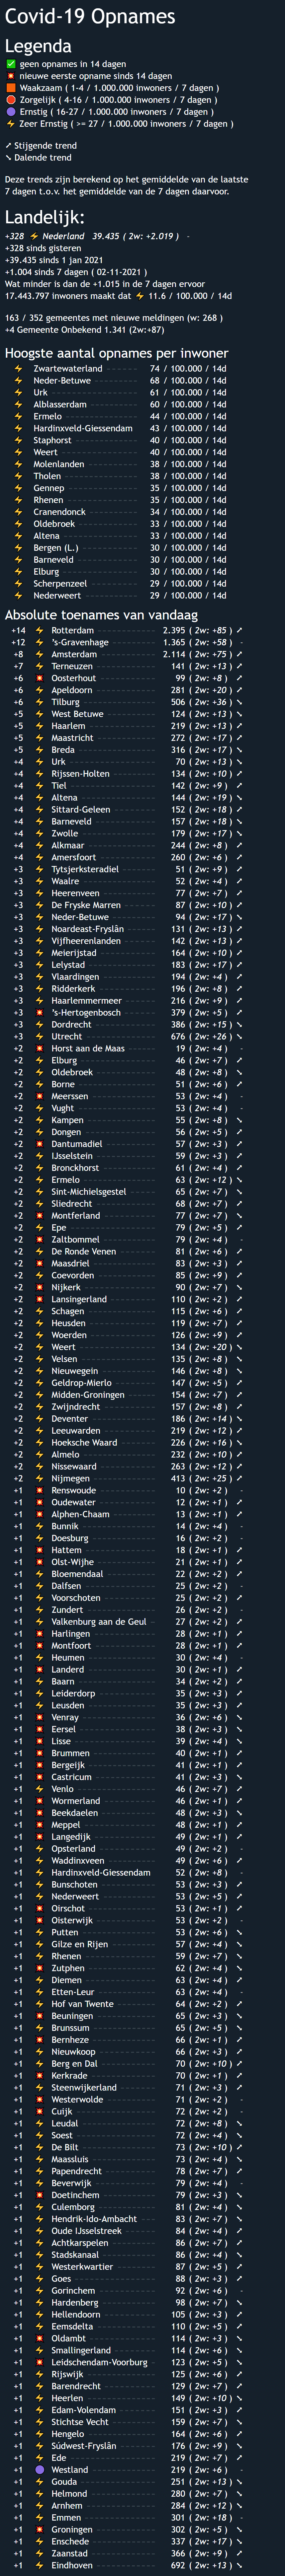 Covid-19 Opnames
Legenda
geen opnames in 14 dagen
nieuwe eerste opname sinds 14 dagen
Waakzaam ( 1-4 / 1.000.000 inwoners / 7 dagen )
Zorgelijk ( 4-16 / 1.000.000 inwoners / 7 dagen )
Ernstig ( 16-27 / 1.000.000 inwoners / 7 dagen )
Zeer Ernstig ( >= 27 / 1.000.000 inwoners / 7 dagen )
Stijgende trend
Dalende trend
Deze trends zijn berekend op het gemiddelde van de laatste
7 dagen t.o.v. het gemiddelde van de 7 dagen daarvoor.
Landelijk:
+328 Nederland 39.435 ( 2w: +2.019 ) -
+328 sinds gisteren
+39.435 sinds 1 jan 2021
+1.004 sinds 7 dagen ( 02-11-2021 )
Wat minder is dan de +1.015 in de 7 dagen ervoor
17.443.797 inwoners maakt dat 11.6 / 100.000 / 14d
163 / 352 gemeentes met nieuwe meldingen (w: 268 )
+4 Gemeente Onbekend 1.341 (2w:+87)
Hoogste aantal opnames per inwoner
Zwartewaterland 74 / 100.000 / 14d
Neder-Betuwe 68 / 100.000 / 14d
Urk 61 / 100.000 / 14d
Alblasserdam 60 / 100.000 / 14d
Ermelo 44 / 100.000 / 14d
Hardinxveld-Giessendam 43 / 100.000 / 14d
Staphorst 40 / 100.000 / 14d
Weert 40 / 100.000 / 14d
Molenlanden 38 / 100.000 / 14d
Tholen 38 / 100.000 / 14d
Gennep 35 / 100.000 / 14d
Rhenen 35 / 100.000 / 14d
Cranendonck 34 / 100.000 / 14d
Oldebroek 33 / 100.000 / 14d
Altena 33 / 100.000 / 14d
Bergen (L.) 30 / 100.000 / 14d
Barneveld 30 / 100.000 / 14d
Elburg 30 / 100.000 / 14d
Scherpenzeel 29 / 100.000 / 14d
Nederweert 29 / 100.000 / 14d
Absolute toenames van vandaag
+14 Rotterdam 2.395 ( 2w: +85 )
+12 's-Gravenhage 1.365 ( 2w: +58 ) -
+8 Amsterdam 2.114 ( 2w: +75 )
+7 Terneuzen 141 ( 2w: +13 )
+6 Oosterhout 99 ( 2w: +8 )
+6 Apeldoorn 281 ( 2w: +20 )
+6 Tilburg 506 ( 2w: +36 )
+5 West Betuwe 124 ( 2w: +13 )
+5 Haarlem 219 ( 2w: +13 )
+5 Maastricht 272 ( 2w: +17 )
+5 Breda 316 ( 2w: +17 )
+4 Urk 70 ( 2w: +13 )
+4 Rijssen-Holten 134 ( 2w: +10 )
+4 Tiel 142 ( 2w: +9 )
+4 Altena 144 ( 2w: +19 )
+4 Sittard-Geleen 152 ( 2w: +18 )
+4 Barneveld 157 ( 2w: +18 )
+4 Zwolle 179 ( 2w: +17 )
+4 Alkmaar 244 ( 2w: +8 )
+4 Amersfoort 260 ( 2w: +6 )
+3 Tytsjerksteradiel 51 ( 2w: +9 )
+3 Waalre 52 ( 2w: +4 )
+3 Heerenveen 71 ( 2w: +7 )
+3 De Fryske Marren 87 ( 2w: +10 )
+3 Neder-Betuwe 94 ( 2w: +17 )
+3 Noardeast-Fryslân 131 ( 2w: +13 )
+3 Vijfheerenlanden 142 ( 2w: +13 )
+3 Meierijstad 164 ( 2w: +10 )
+3 Lelystad 183 ( 2w: +17 )
+3 Vlaardingen 194 ( 2w: +4 )
+3 Ridderkerk 196 ( 2w: +8 )
+3 Haarlemmermeer 216 ( 2w: +9 )
+3 's-Hertogenbosch 379 ( 2w: +5 )
+3 Dordrecht 386 ( 2w: +15 )
+3 Utrecht 676 ( 2w: +26 )
+2 Horst aan de Maas 19 ( 2w: +4 ) -
+2 Elburg 46 ( 2w: +7 )
+2 Oldebroek 48 ( 2w: +8 )
+2 Borne 51 ( 2w: +6 )
+2 Meerssen 53 ( 2w: +4 ) -
+2 Vught 53 ( 2w: +4 ) -
+2 Kampen 55 ( 2w: +8 )
+2 Dongen 56 ( 2w: +5 )
+2 Dantumadiel 57 ( 2w: +3 )
+2 IJsselstein 59 ( 2w: +3 )
+2 Bronckhorst 61 ( 2w: +4 )
+2 Ermelo 63 ( 2w: +12 )
+2 Sint-Michielsgestel 65 ( 2w: +7 )
+2 Sliedrecht 68 ( 2w: +7 )
+2 Montferland 77 ( 2w: +7 )
+2 Epe 79 ( 2w: +5 )
+2 Zaltbommel 79 ( 2w: +4 ) -
+2 De Ronde Venen 81 ( 2w: +6 )
+2 Maasdriel 83 ( 2w: +3 )
+2 Coevorden 85 ( 2w: +9 )
+2 Nijkerk 90 ( 2w: +7 )
+2 Lansingerland 110 ( 2w: +2 )
+2 Schagen 115 ( 2w: +6 )
+2 Heusden 119 ( 2w: +7 )
+2 Woerden 126 ( 2w: +9 )
+2 Weert 134 ( 2w: +20 )
+2 Velsen 135 ( 2w: +8 )
+2 Nieuwegein 146 ( 2w: +8 )
+2 Geldrop-Mierlo 147 ( 2w: +5 )
+2 Midden-Groningen 154 ( 2w: +7 )
+2 Zwijndrecht 157 ( 2w: +8 )
+2 Deventer 186 ( 2w: +14 )
+2 Leeuwarden 219 ( 2w: +12 )
+2 Hoeksche Waard 226 ( 2w: +16 )
+2 Almelo 232 ( 2w: +10 )
+2 Nissewaard 263 ( 2w: +12 )
+2 Nijmegen 413 ( 2w: +25 )
+1 Renswoude 10 ( 2w: +2 ) -
+1 Oudewater 12 ( 2w: +1 )
+1 Alphen-Chaam 13 ( 2w: +1 )
+1 Bunnik 14 ( 2w: +4 ) -
+1 Doesburg 16 ( 2w: +2 ) -
+1 Hattem 18 ( 2w: +1 )
+1 Olst-Wijhe 21 ( 2w: +1 )
+1 Bloemendaal 22 ( 2w: +2 )
+1 Dalfsen 25 ( 2w: +2 ) -
+1 Voorschoten 25 ( 2w: +2 )
+1 Zundert 26 ( 2w: +2 ) -
+1 Valkenburg aan de Geul 27 ( 2w: +2 )
+1 Harlingen 28 ( 2w: +1 )
+1 Montfoort 28 ( 2w: +1 )
+1 Heumen 30 ( 2w: +4 ) -
+1 Landerd 30 ( 2w: +1 )
+1 Baarn 34 ( 2w: +2 )
+1 Leiderdorp 35 ( 2w: +3 )
+1 Leusden 35 ( 2w: +3 )
+1 Venray 36 ( 2w: +6 )
+1 Eersel 38 ( 2w: +3 )
+1 Lisse 39 ( 2w: +4 )
+1 Brummen 40 ( 2w: +1 )
+1 Bergeijk 41 ( 2w: +1 )
+1 Castricum 41 ( 2w: +3 )
+1 Venlo 46 ( 2w: +7 )
+1 Wormerland 46 ( 2w: +1 )
+1 Beekdaelen 48 ( 2w: +3 )
+1 Meppel 48 ( 2w: +1 )
+1 Langedijk 49 ( 2w: +1 )
+1 Opsterland 49 ( 2w: +2 ) -
+1 Waddinxveen 49 ( 2w: +6 )
+1 Hardinxveld-Giessendam 52 ( 2w: +8 ) -
+1 Bunschoten 53 ( 2w: +3 )
+1 Nederweert 53 ( 2w: +5 )
+1 Oirschot 53 ( 2w: +1 )
+1 Oisterwijk 53 ( 2w: +2 ) -
+1 Putten 53 ( 2w: +6 )
+1 Gilze en Rijen 57 ( 2w: +4 )
+1 Rhenen 59 ( 2w: +7 )
+1 Zutphen 62 ( 2w: +4 )
+1 Diemen 63 ( 2w: +4 )
+1 Etten-Leur 63 ( 2w: +4 ) -
+1 Hof van Twente 64 ( 2w: +2 )
+1 Beuningen 65 ( 2w: +3 )
+1 Brunssum 65 ( 2w: +5 )
+1 Bernheze 66 ( 2w: +1 )
+1 Nieuwkoop 66 ( 2w: +3 )
+1 Berg en Dal 70 ( 2w: +10 )
+1 Kerkrade 70 ( 2w: +1 )
+1 Steenwijkerland 71 ( 2w: +3 )
+1 Westerwolde 71 ( 2w: +2 ) -
+1 Cuijk 72 ( 2w: +2 ) -
+1 Leudal 72 ( 2w: +8 )
+1 Soest 72 ( 2w: +4 )
+1 De Bilt 73 ( 2w: +10 )
+1 Maassluis 73 ( 2w: +4 )
+1 Papendrecht 78 ( 2w: +7 )
+1 Beverwijk 79 ( 2w: +4 ) -
+1 Doetinchem 79 ( 2w: +3 )
+1 Culemborg 81 ( 2w: +4 )
+1 Hendrik-Ido-Ambacht 83 ( 2w: +7 )
+1 Oude IJsselstreek 84 ( 2w: +4 )
+1 Achtkarspelen 86 ( 2w: +7 )
+1 Stadskanaal 86 ( 2w: +4 )
+1 Westerkwartier 87 ( 2w: +5 )
+1 Goes 88 ( 2w: +3 )
+1 Gorinchem 92 ( 2w: +6 ) -
+1 Hardenberg 98 ( 2w: +7 )
+1 Hellendoorn 105 ( 2w: +3 )
+1 Eemsdelta 110 ( 2w: +5 )
+1 Oldambt 114 ( 2w: +3 )
+1 Smallingerland 114 ( 2w: +6 )
+1 Leidschendam-Voorburg 123 ( 2w: +5 )
+1 Rijswijk 125 ( 2w: +6 )
+1 Barendrecht 129 ( 2w: +7 )
+1 Heerlen 149 ( 2w: +10 )
+1 Edam-Volendam 151 ( 2w: +3 )
+1 Stichtse Vecht 159 ( 2w: +7 )
+1 Hengelo 164 ( 2w: +6 )
+1 Súdwest-Fryslân 176 ( 2w: +9 )
+1 Ede 219 ( 2w: +7 )
+1 Westland 219 ( 2w: +6 ) -
+1 Gouda 251 ( 2w: +13 )
+1 Helmond 280 ( 2w: +7 )
+1 Arnhem 284 ( 2w: +12 )
+1 Emmen 301 ( 2w: +18 ) -
+1 Groningen 302 ( 2w: +5 )
+1 Enschede 337 ( 2w: +17 )
+1 Zaanstad 366 ( 2w: +9 )
+1 Eindhoven 692 ( 2w: +13 )